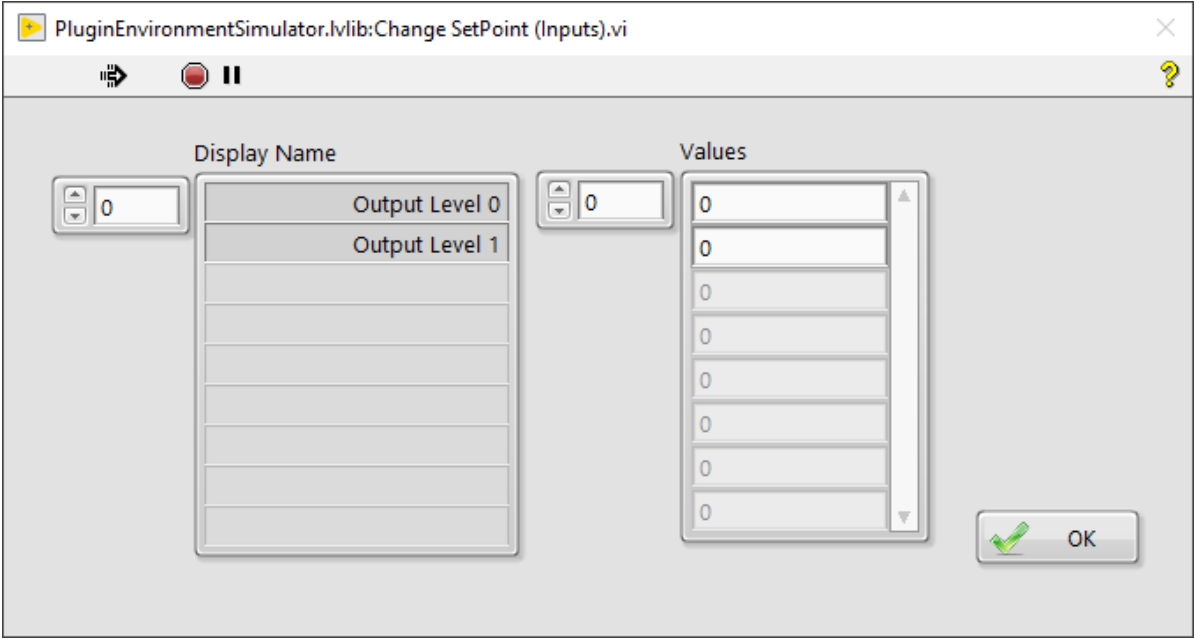 PluginEnvironmentSimulator.lvlib:Change SetPoint (Inputs).vi
?
Display Name
Values
0
Output Level 0
0
0
Output Level 1
0
0
0
0
0
0
0
OK